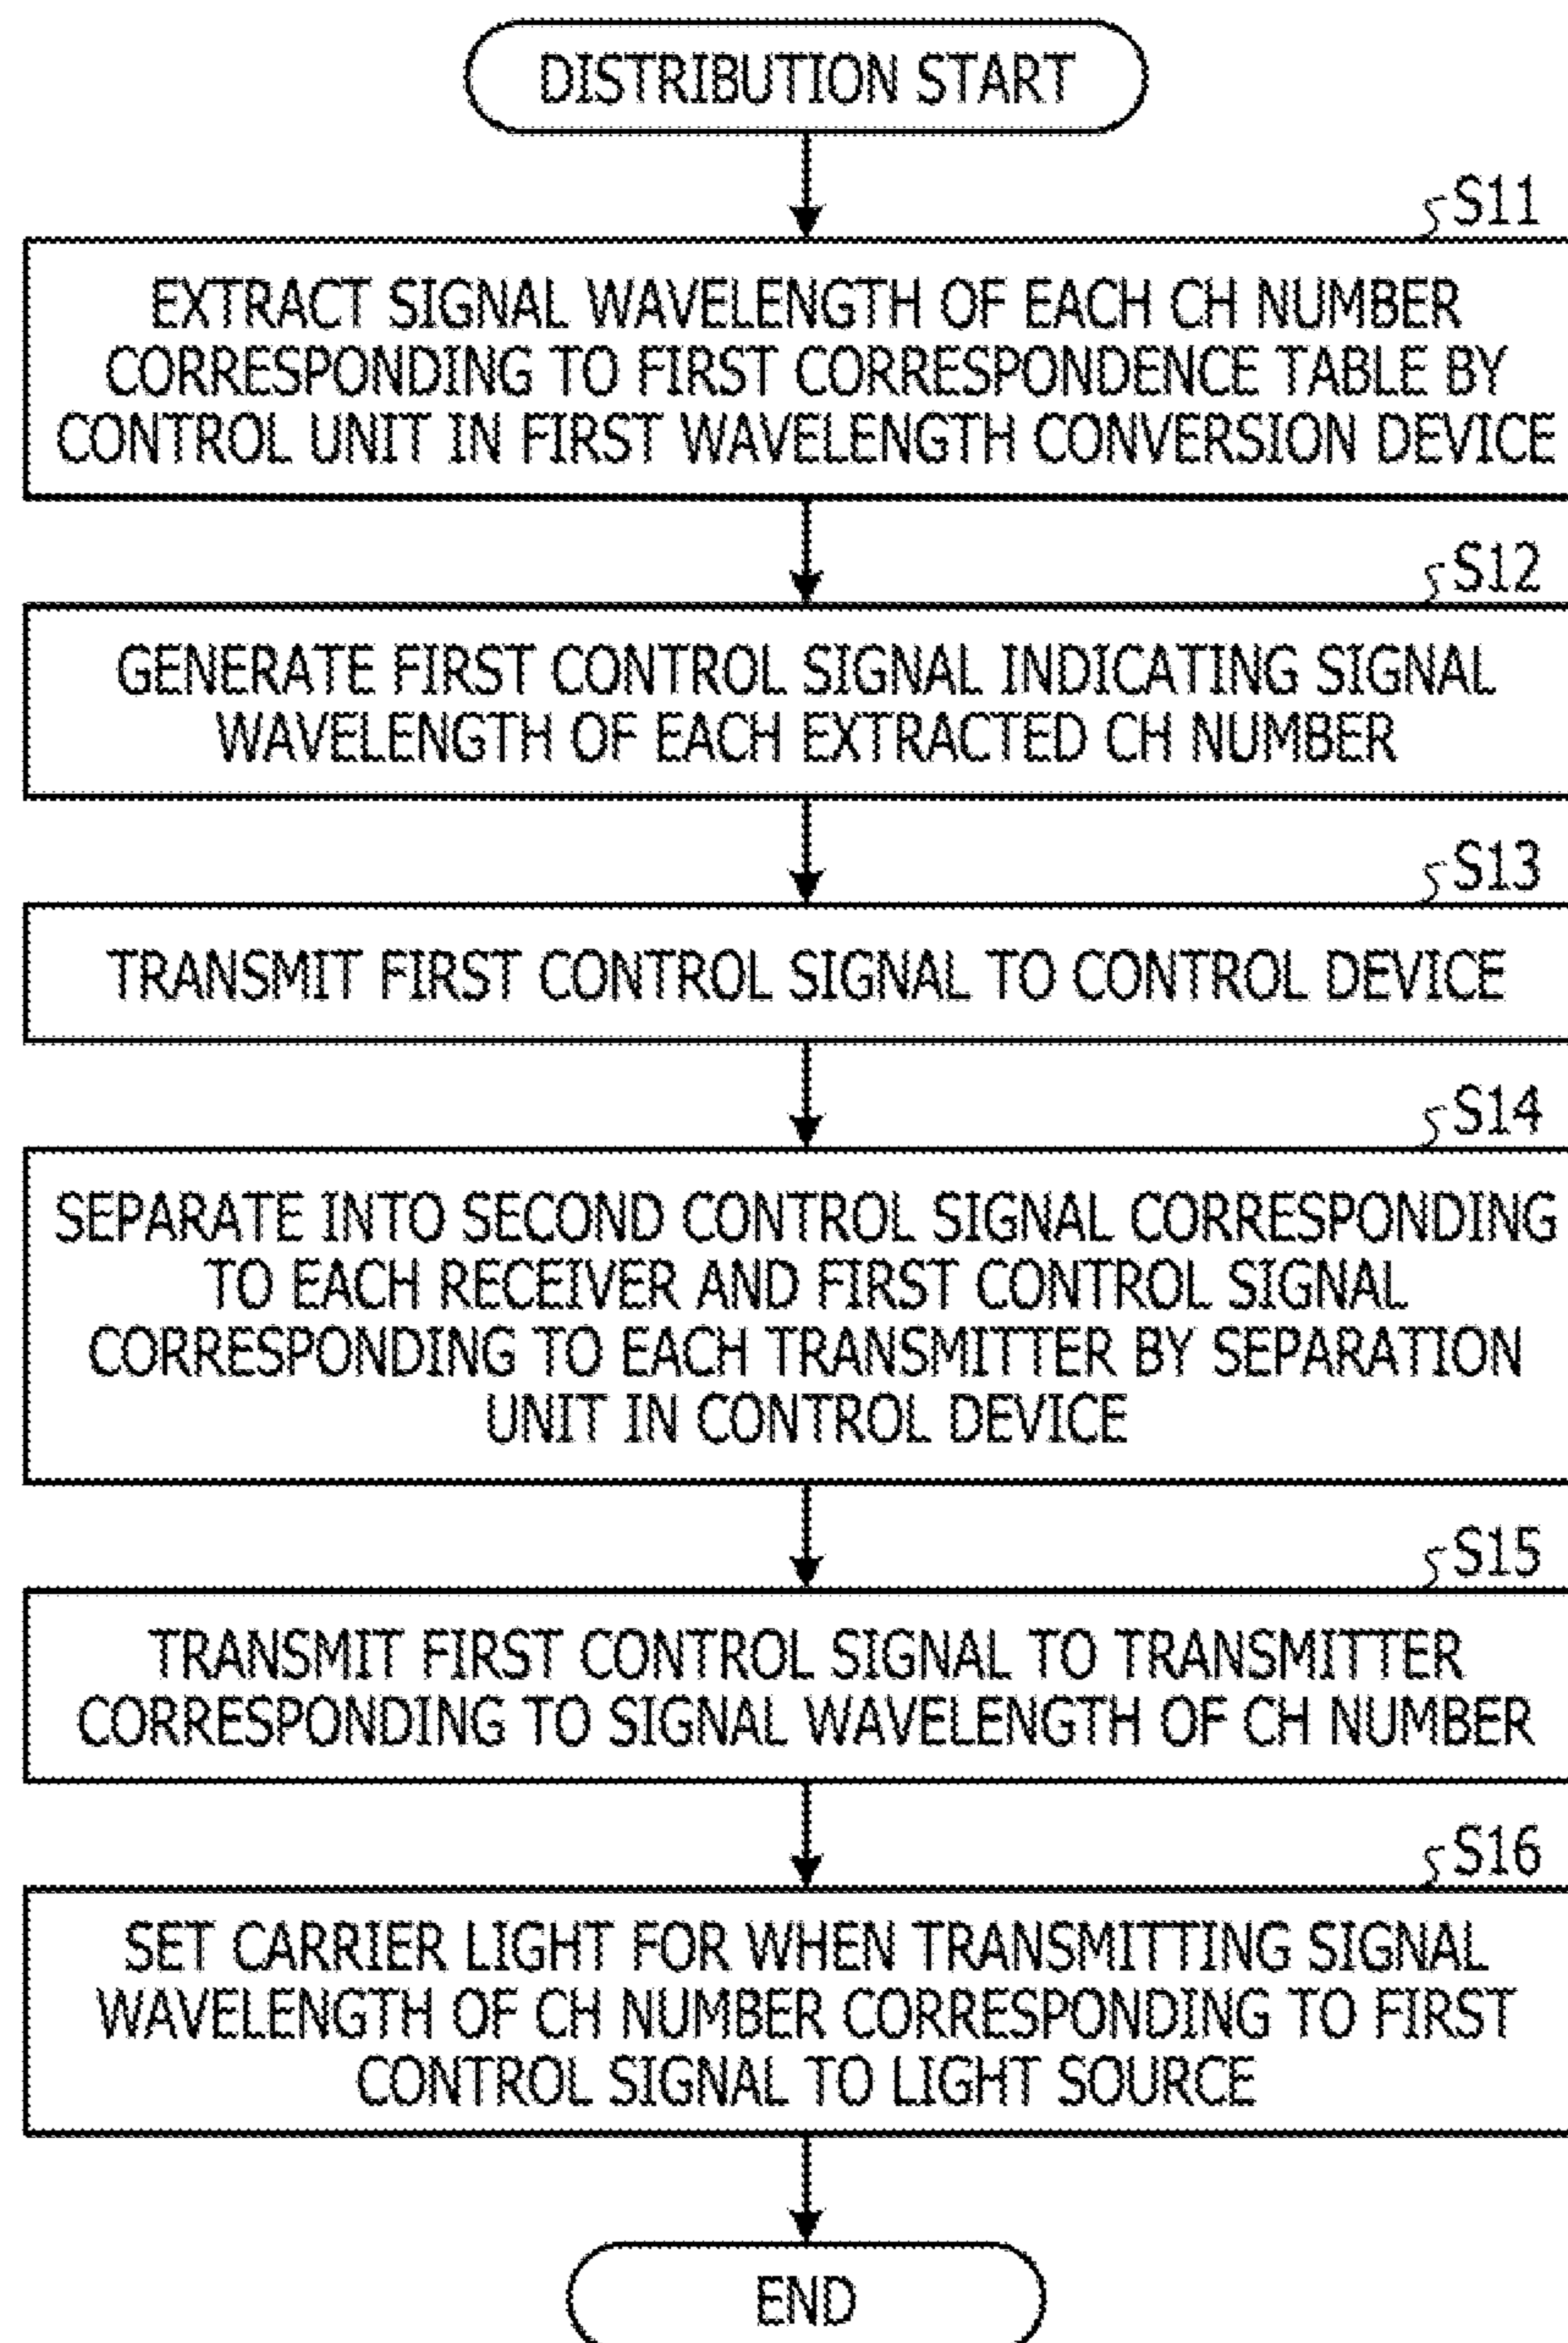 DISTRIBUTION START
S11
EXTRACT SIGNAL WAVELENGTH OF EACH CH NUMBER
CORRESPONDING TO FIRST CORRESPONDENCE TABLE BY
CONTROL UNIT IN FIRST WAVELENGTH CONVERSION DEVICE
S12
GENERATE FIRST CONTROL SIGNAL INDICATING SIGNAL
WAVELENGTH OF EACH EXTRACTED CH NUMBER
S13
TRANSMIT FIRST CONTROL SIGNAL TO CONTROL DEVICE
S14
SEPARATE INTO SECOND CONTROL SIGNAL CORRESPONDING
TO EACH RECEIVER AND FIRST CONTROL SIGNAL
CORRESPONDING TO EACH TRANSMITTER BY SEPARATION
UNIT IN CONTROL DEVICE
S15
TRANSMIT FIRST CONTROL SIGNAL TO TRANSMITTER
CORRESPONDING TO SIGNAL WAVELENGTH OF CH NUMBER
S16
SET CARRIER LIGHT FOR WHEN TRANSMITTING SIGNAL
WAVELENGTH OF CH NUMBER CORRESPONDING TO FIRST
CONTROL SIGNAL TO LIGHT SOURCE
END